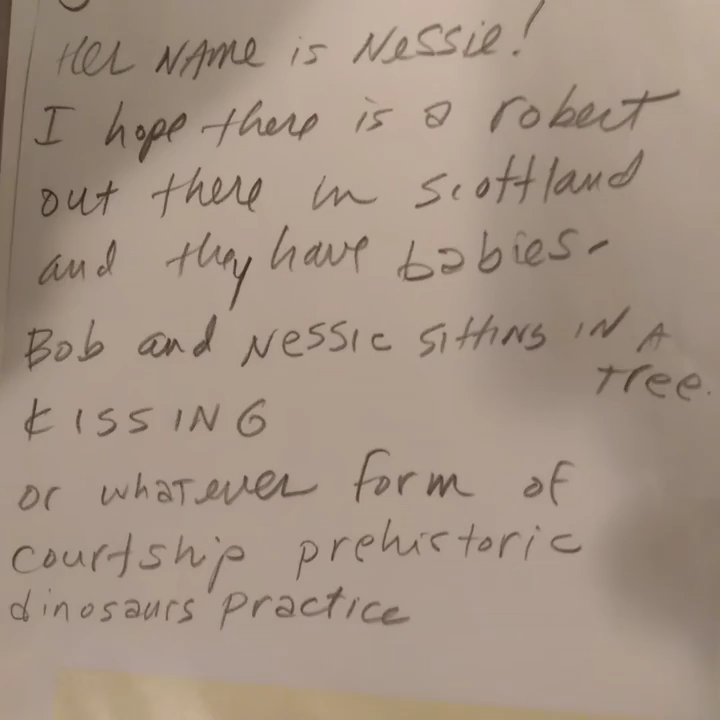 Her NAme is Nessie!
I hope there is a robert
out there in Scottland
and they have babies-
Bob and Nessie sitting IN A
Tree.
KISSING
or whatever form of
courtship prehistoric
dinosaurs practice